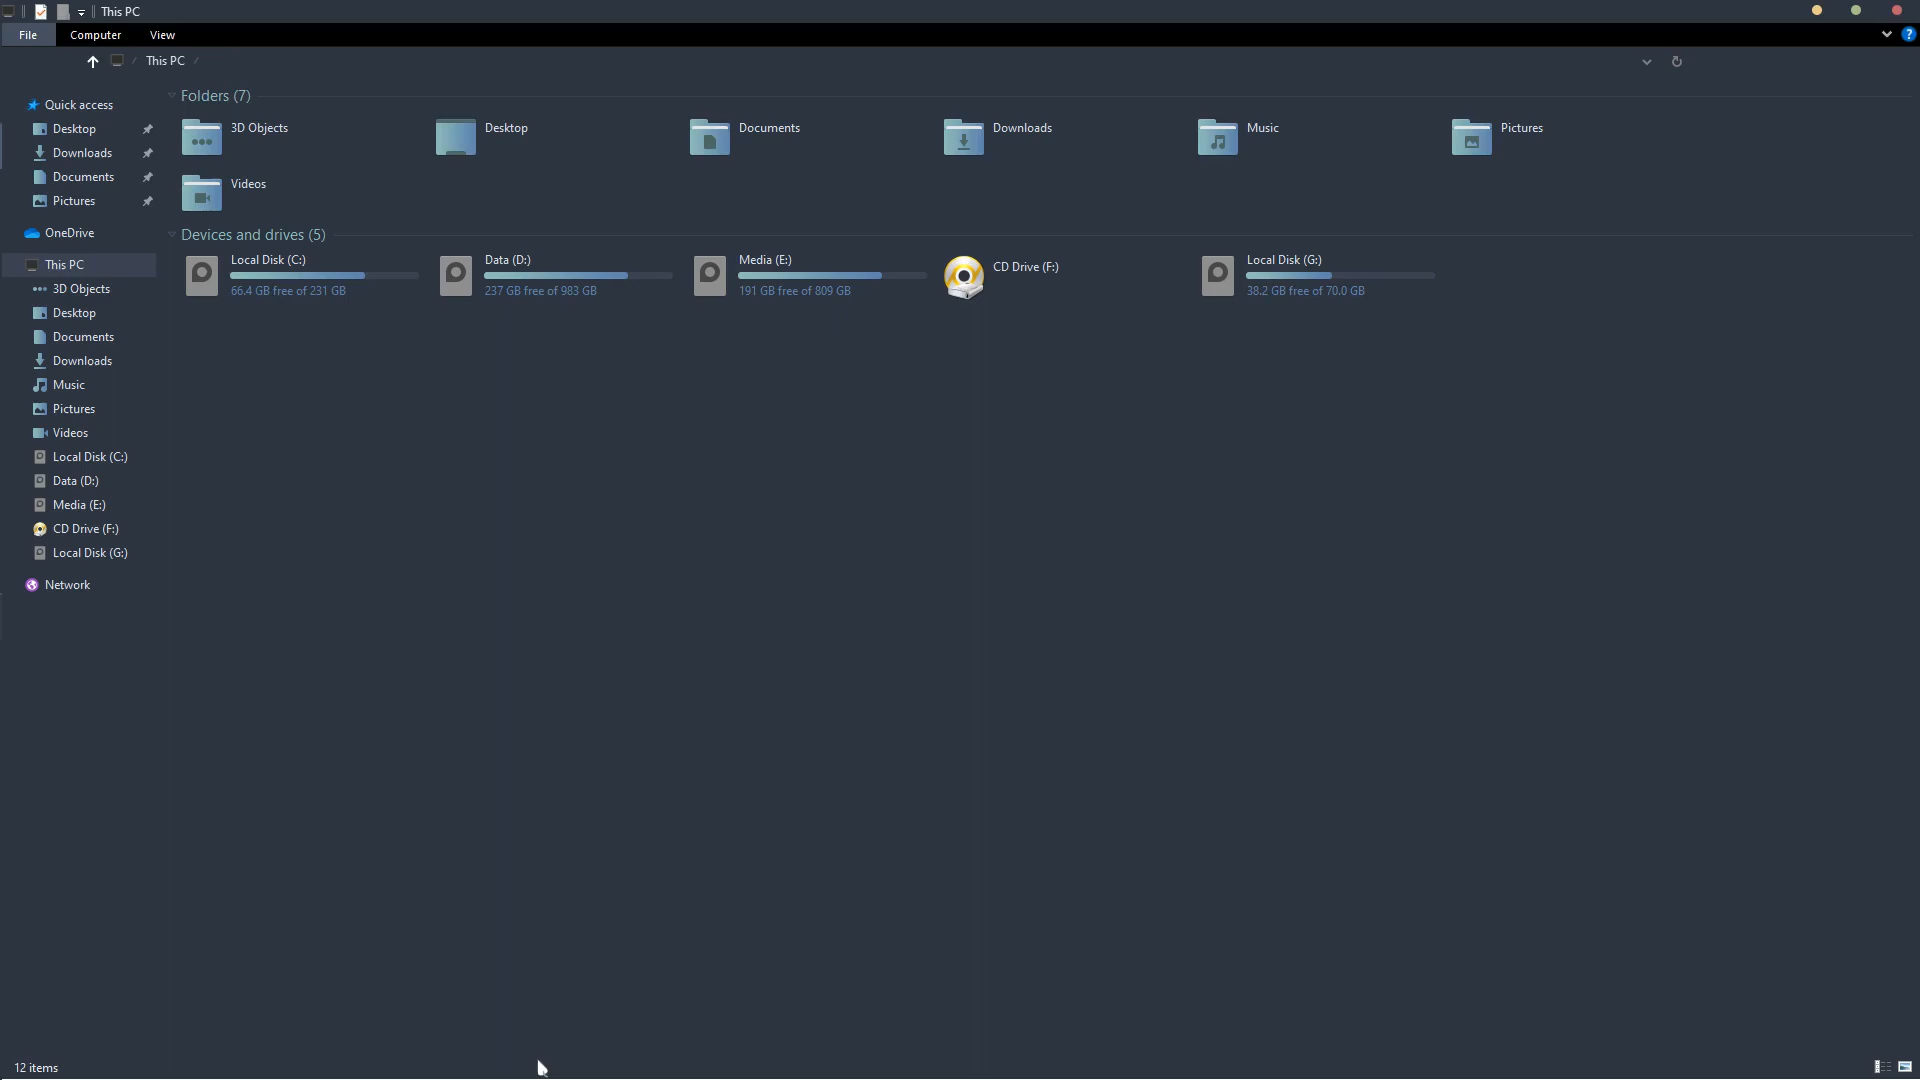 This PC
File
Computer
View
?
This PC
Quick access
Desktop
Downloads
Documents
Pictures
OneDrive
This PC
3D Objects
Desktop
Documents
Downloads
Music
Pictures
Videos
Local Disk (C:)
Data (D:)
Media (E:)
CD Drive (F:)
Local Disk (G:)
Network
Folders (7)
3D Objects
Desktop
Documents
Downloads
Music
Pictures
Videos
Devices and drives (5)
Local Disk (C:)
66.4 GB free of 231 GB
Data (D:)
237 GB free of 983 GB
Media (E:)
191 GB free of 809 GB
CD Drive (F:)
Local Disk (G:)
38.2 GB free of 70.0 GB
12 items